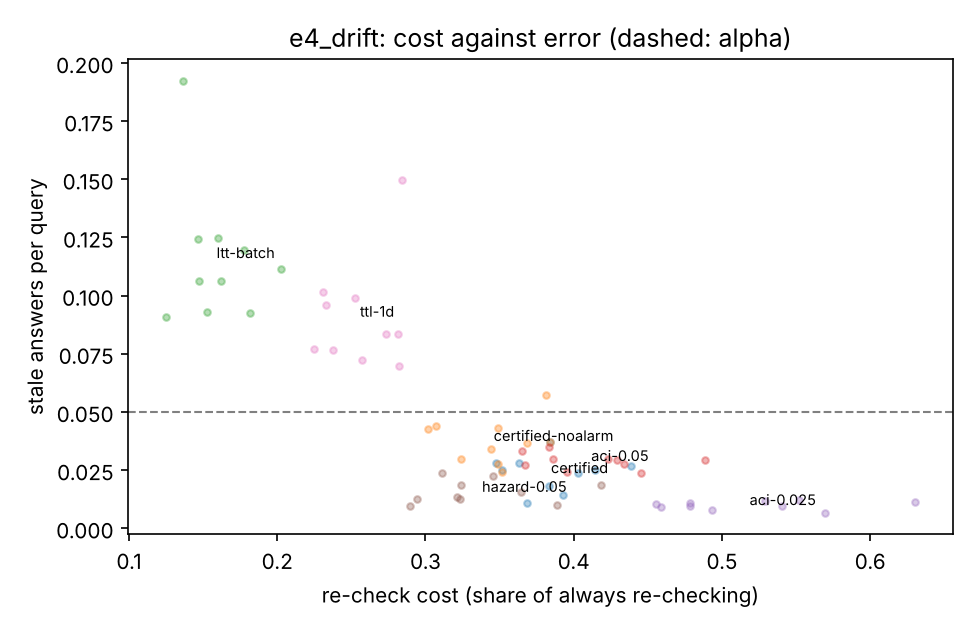 e4_drift: cost against error (dashed: alpha)
stale answers per query
0.200
0.175
0.150
0.125
0.100
0.075
0.050
0.025
0.000
ltt-batch
ttl-1d
certified-noalarm
aci-0.05
certified
hazard-0.05
aci-0.025
0.1 0.2 0.3 0.4 0.5 0.6
re-check cost (share of always re-checking)